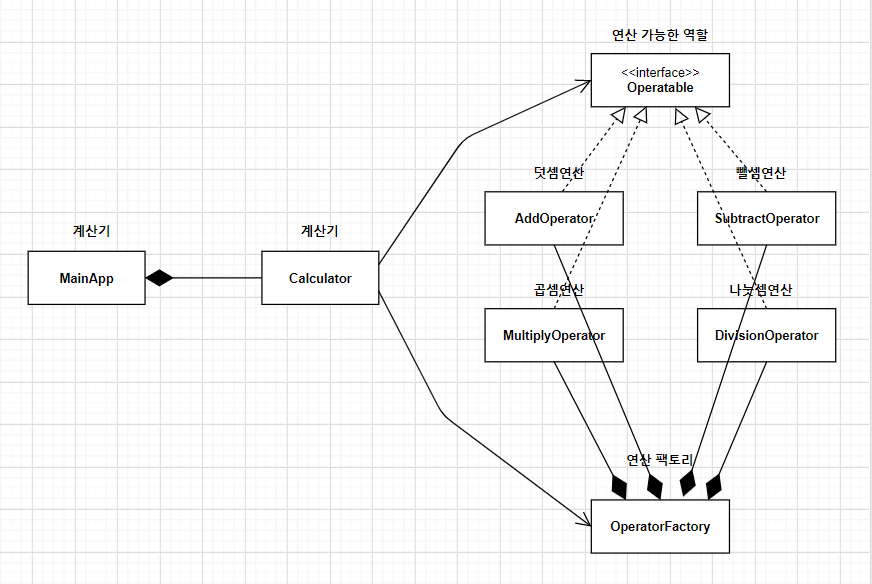 연산 가능한 역할
<<interface>>
Operatable
덧셈연산
뺄셈연산
AddOperator
SubtractOperator
계산기
계산기
MainApp
Calculator
곱셈연산
나눗셈연산
MultiplyOperator
DivisionOperator
연산 팩토리
OperatorFactory